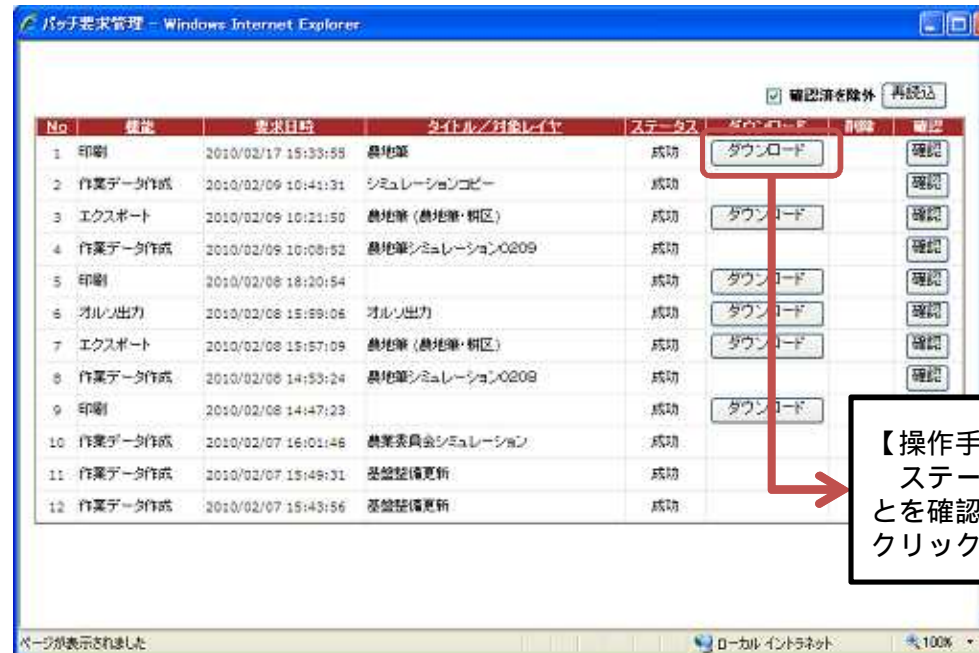 バッチ要求管理 - Windows Internet Explorer
確認済を除外 再読込
No 機能 要求日時 タイトル／対象レイヤ ステータス ダウンロード 削除 確認
1 印刷 2010/02/17 15:33:55 農地筆 成功 ダウンロード 確認
2 作業データ作成 2010/02/09 10:41:31 シミュレーションコピー 成功 確認
3 エクスポート 2010/02/09 10:21:50 農地筆（農地筆・耕区） 成功 ダウンロード 確認
4 作業データ作成 2010/02/09 10:08:52 農地筆シミュレーション0209 成功 確認
5 印刷 2010/02/08 18:20:54 成功 ダウンロード 確認
6 オルソ出力 2010/02/08 15:59:06 オルソ出力 成功 ダウンロード 確認
7 エクスポート 2010/02/08 15:57:09 農地筆（農地筆・耕区） 成功 ダウンロード 確認
8 作業データ作成 2010/02/08 14:53:24 農地筆シミュレーション0208 成功 確認
9 印刷 2010/02/08 14:47:23 成功 ダウンロード
10 作業データ作成 2010/02/07 16:01:46 農業委員会シミュレーション 成功
11 作業データ作成 2010/02/07 15:49:31 基盤整備更新 成功
12 作業データ作成 2010/02/07 15:43:56 基盤整備更新 成功
【操作手
ステー
とを確認
クリック
ページが表示されました ローカル イントラネット 100%